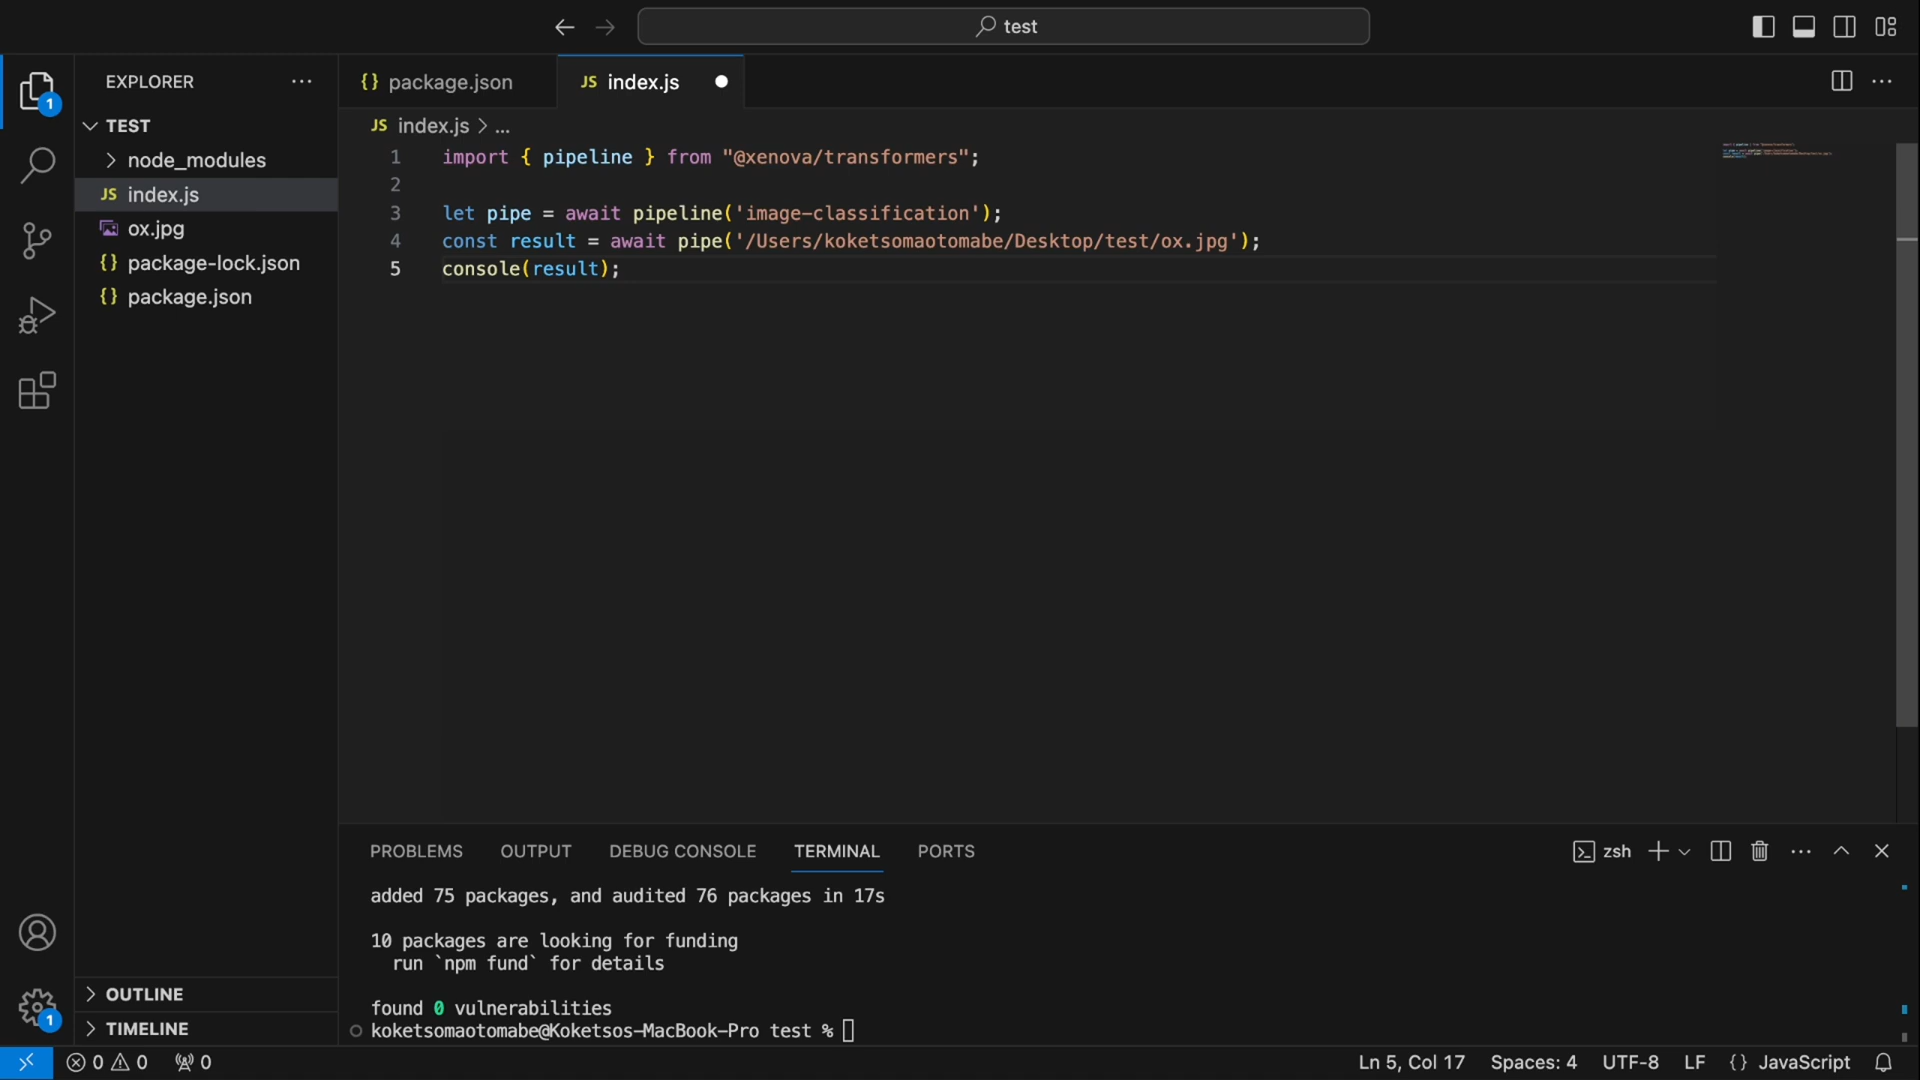 test
EXPLORER
TEST
node_modules
JS index.js
ox.jpg
{} package-lock.json
{} package.json
OUTLINE
TIMELINE
1
1
{} package.json
JS index.js
JS index.js > ...
1 import { pipeline } from "@xenova/transformers";
2
3 let pipe = await pipeline('image-classification');
4 const result = await pipe('/Users/koketsomaotomabe/Desktop/test/ox.jpg');
5 console(result);
PROBLEMS OUTPUT DEBUG CONSOLE TERMINAL PORTS
zsh
added 75 packages, and audited 76 packages in 17s
10 packages are looking for funding
run `npm fund` for details
found 0 vulnerabilities
koketsomaotomabe@Koketsos-MacBook-Pro test %
0 0 0 Ln 5, Col 17 Spaces: 4 UTF-8 LF {} JavaScript